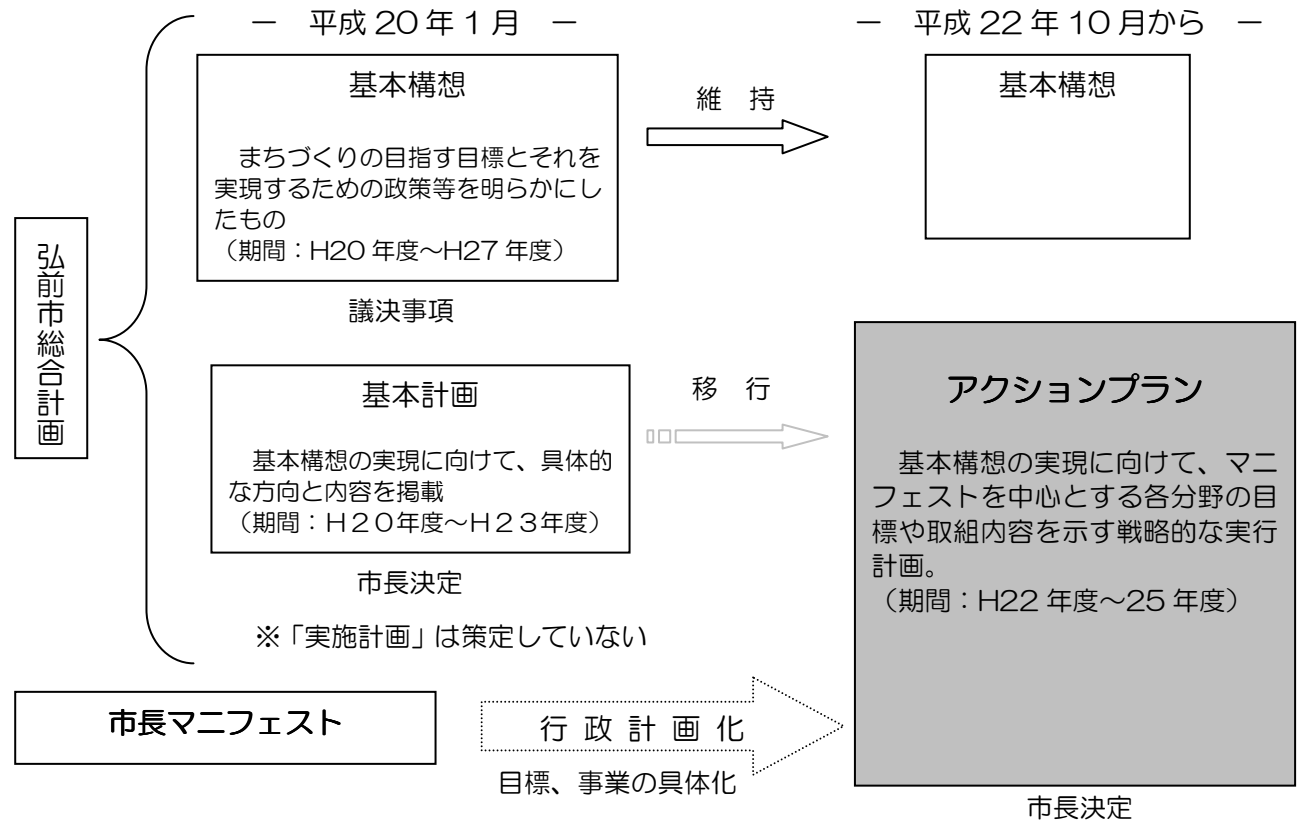 － 平成 20 年 1 月 －
－ 平成 22 年 10 月から －
弘前市総合計画
基本構想
まちづくりの目指す目標とそれを
実現するための政策等を明らかにし
たもの
（期間：H20 年度～H27 年度）
議決事項
維 持
基本構想
基本計画
基本構想の実現に向けて、具体的
な方向と内容を掲載
（期間：Ｈ２０年度～Ｈ２３年度）
市長決定
※「実施計画」は策定していない
移 行
アクションプラン
基本構想の実現に向けて、マニ
フェストを中心とする各分野の目
標や取組内容を示す戦略的な実行
計画。
（期間：H22 年度～25 年度）
市長マニフェスト
行 政 計 画 化
目標、事業の具体化
市長決定